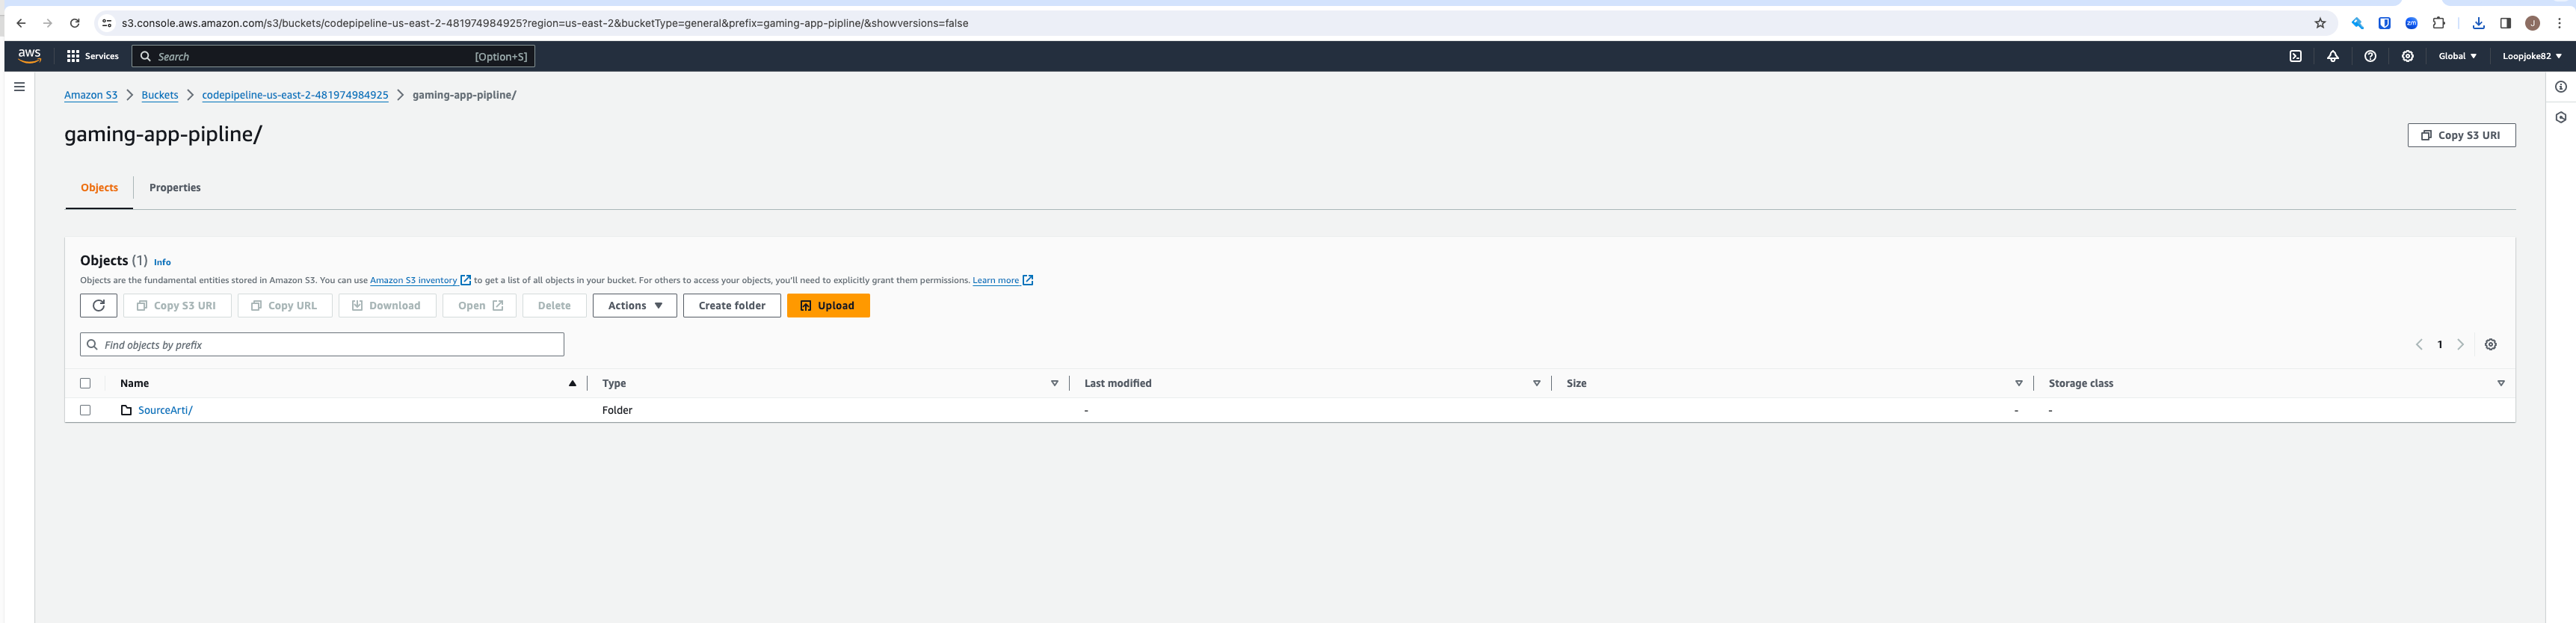 s3.console.aws.amazon.com/s3/buckets/codepipeline-us-east-2-481974984925?region=us-east-2&bucketType=general&prefix=gaming-app-pipline/&showversions=false
zm
J
aws
Services
Search
[Option+S]
Global
Loopjoke82
Amazon S3
Buckets
codepipeline-us-east-2-481974984925
gaming-app-pipline/
gaming-app-pipline/
Copy S3 URI
Objects
Properties
Objects (1) Info
Objects are the fundamental entities stored in Amazon S3. You can use Amazon S3 inventory to get a list of all objects in your bucket. For others to access your objects, you'll need to explicitly grant them permissions. Learn more
Copy S3 URI
Copy URL
Download
Open
Delete
Actions
Create folder
Upload
Find objects by prefix
1
Name
Type
Last modified
Size
Storage class
SourceArti/
Folder
-
-
-